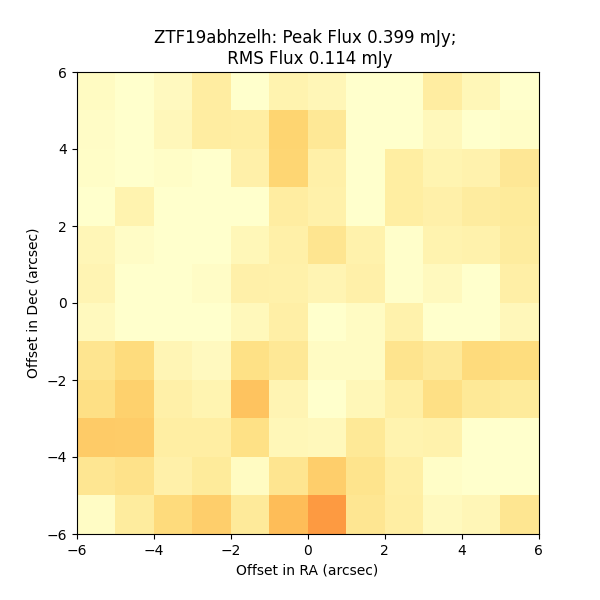 ZTF19abhzelh: Peak Flux 0.399 mJy;
RMS Flux 0.114 mJy
6
4
2
0
−2
−4
−6
Offset in Dec (arcsec)
−6 −4 −2 0 2 4 6
Offset in RA (arcsec)